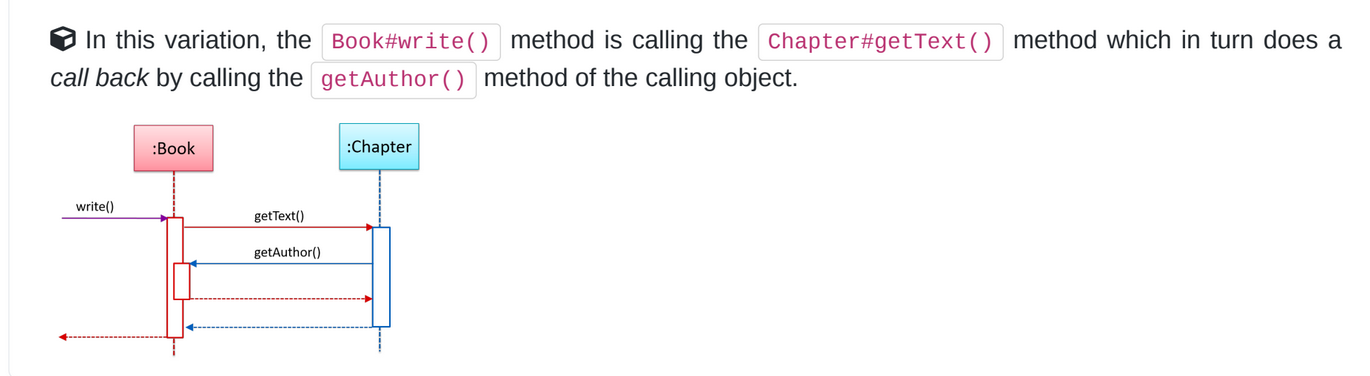 In this variation, the Book#write() method is calling the Chapter#getText() method which in turn does a
call back by calling the getAuthor() method of the calling object.
:Book
:Chapter
write()
getText()
getAuthor()